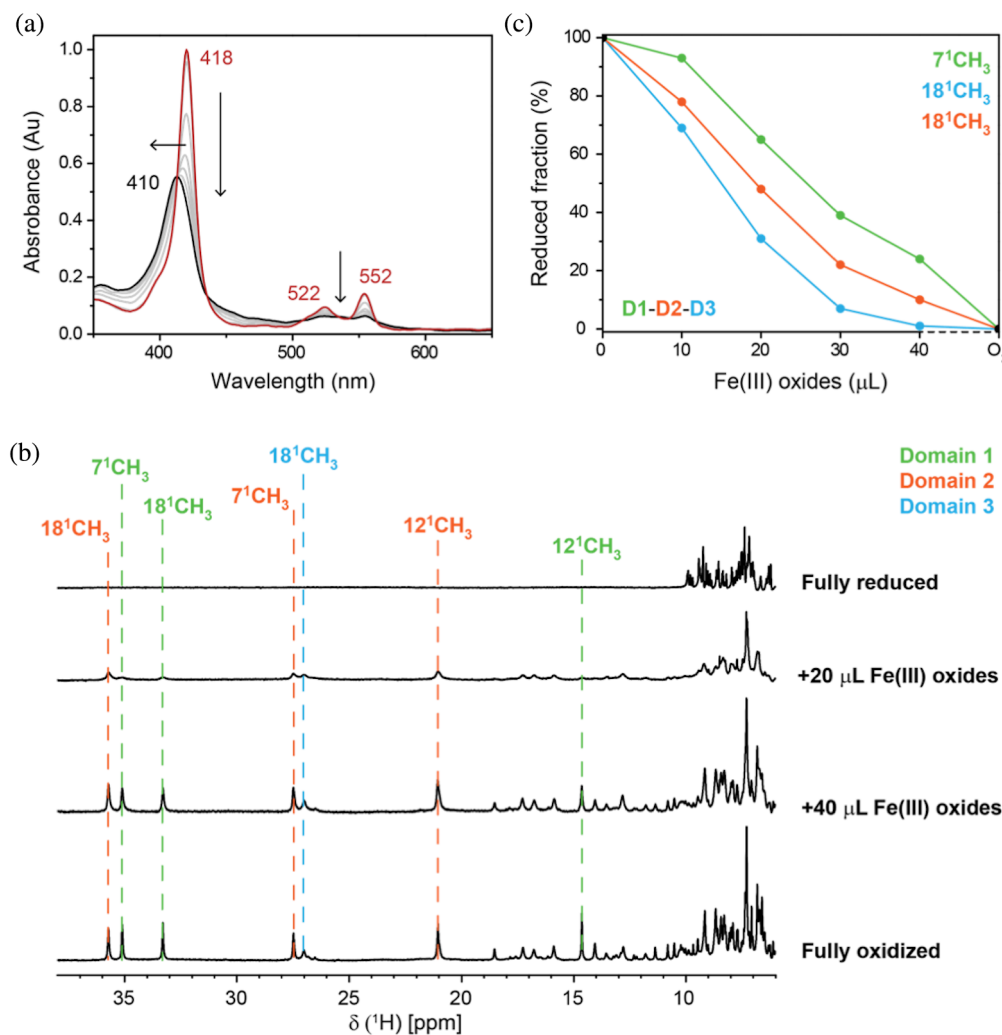 (a)
1.0
0.8
0.6
0.4
0.2
0.0
Absrobance (Au)
418
410
522
552
400
500
600
Wavelength (nm)
(c)
100
80
60
40
20
0
Reduced fraction (%)
7¹CH₃
18¹CH₃
18¹CH₃
D1-D2-D3
0
10
20
30
40
Fe(III) oxides (μL)
(b)
18¹CH₃
7¹CH₃
18¹CH₃
7¹CH₃
18¹CH₃
12¹CH₃
12¹CH₃
Domain 1
Domain 2
Domain 3
Fully reduced
+20 μL Fe(III) oxides
+40 μL Fe(III) oxides
Fully oxidized
35
30
25
20
15
10
δ (¹H) [ppm]